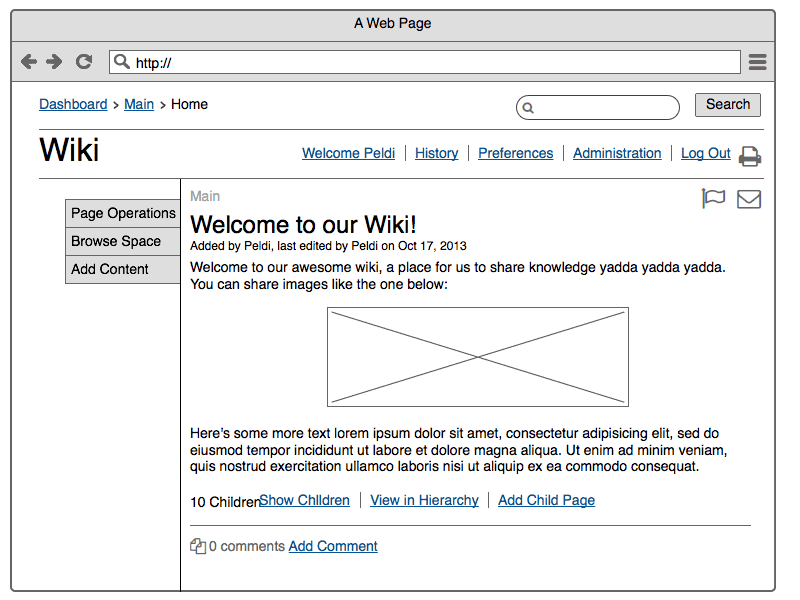 A Web Page
http://
Dashboard > Main > Home
Search
Wiki
Welcome Peldi | History | Preferences | Administration | Log Out
Page Operations
Browse Space
Add Content
Main
Welcome to our Wiki!
Added by Peldi, last edited by Peldi on Oct 17, 2013
Welcome to our awesome wiki, a place for us to share knowledge yadda yadda yadda.
You can share images like the one below:
Here’s some more text lorem ipsum dolor sit amet, consectetur adipisicing elit, sed do
eiusmod tempor incididunt ut labore et dolore magna aliqua. Ut enim ad minim veniam,
quis nostrud exercitation ullamco laboris nisi ut aliquip ex ea commodo consequat.
10 Children Show ChIldren | View in Hierarchy | Add Child Page
0 comments Add Comment